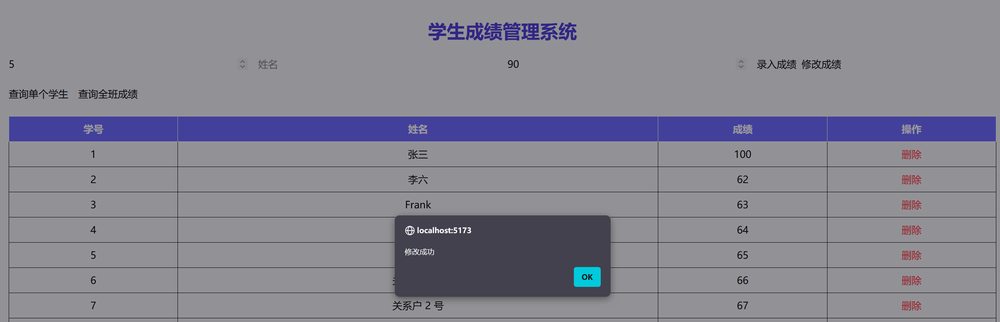 学生成绩管理系统
5 姓名 90 录入成绩 修改成绩
查询单个学生 查询全班成绩
学号 姓名 成绩 操作
1 张三 100 删除
2 李六 62 删除
3 Frank 63 删除
4 64 删除
5 65 删除
6 66 删除
7 关系户 2 号 67 删除
localhost:5173
修改成功
OK